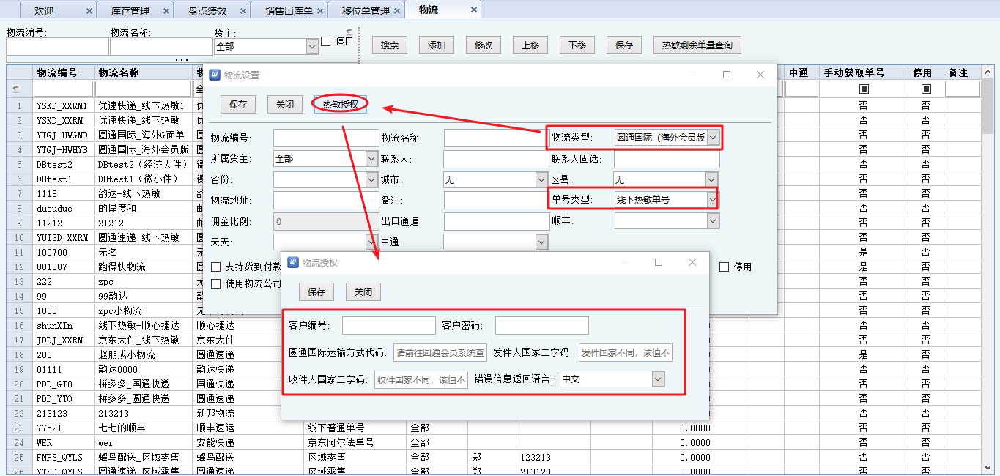 欢迎 库存管理 盘点绩效 销售出库单 移位单管理 物流
物流编号: 物流名称: 货主:
全部 停用 搜索 添加 修改 上移 下移 保存 热敏剩余单量查询
物流编号 物流名称 中通 手动获取单号 停用 备注
物流设置
保存 关闭 热敏授权
物流编号: 物流名称: 物流类型: 圆通国际（海外会员版
所属货主: 全部 联系人: 联系人固话:
省份: 城市: 无 区县: 无
物流地址: 备注: 单号类型: 线下热敏单号
佣金比例: 0 出口通道: 顺丰:
天天: 中通:
支持货到付款 停用
使用物流公司
物流授权
保存 关闭
客户编号: 客户密码:
圆通国际运输方式代码: 请前往圆通会员系统查 发件人国家二字码: 发件国家不同，该值不
收件人国家二字码: 收件国家不同，该值不 错误信息返回语言: 中文
1 YSKD_XXRM1 优速快递_线下热敏1 否 否
2 YSKD_XXRM 优速快递_线下热敏 否 否
3 YTGJ-HWGMD 圆通国际_海外G面单 否 否
4 YTGJ-HWHYB 圆通国际_海外会员版 否 否
5 DBtest2 DBtest2（经济大件） 否 否
6 DBtest1 DBtest1（微小件） 否 否
7 1118 韵达-线下热敏 否 否
8 dueudue 的厚度和 否 否
9 11212 21212 否 否
10 YUTSD_XXRM 圆通速递_线下热敏 否 否
11 100700 无名 是 否
12 001007 跑得快物流 是 否
13 222 zpc 否 否
14 99 99韵达 否 否
15 1000 zpc小物流 否 否
16 shunXIn 线下热敏-顺心捷达 顺心捷达 否 否
17 JDDJ_XXRM 京东大件_线下热敏 京东大件 否 否
18 200 赵朋成小物流 圆通速递 是 否
19 01111 韵达0000 韵达快递 否 否
20 PDD_GTO 拼多多_国通快递 国通快递 否 否
21 PDD_YTO 拼多多_圆通快递 圆通速递 否 否
22 213123 213213 新邦物流 否 否
23 77521 七七的顺丰 顺丰速运 线下普通单号 全部 0.0000 否 否
24 WER wer 安能快递 京东阿尔法单号 全部 0.0000 否 否
25 FNPS_QYLS 蜂鸟配送_区域零售 蜂鸟配送 区域零售 全部 郑 123213 0.0000 否 否
26 YTSD_QYLS 圆通速递_区域零售 圆通速递 区域零售 全部 郑 213123 0.0000 否 否